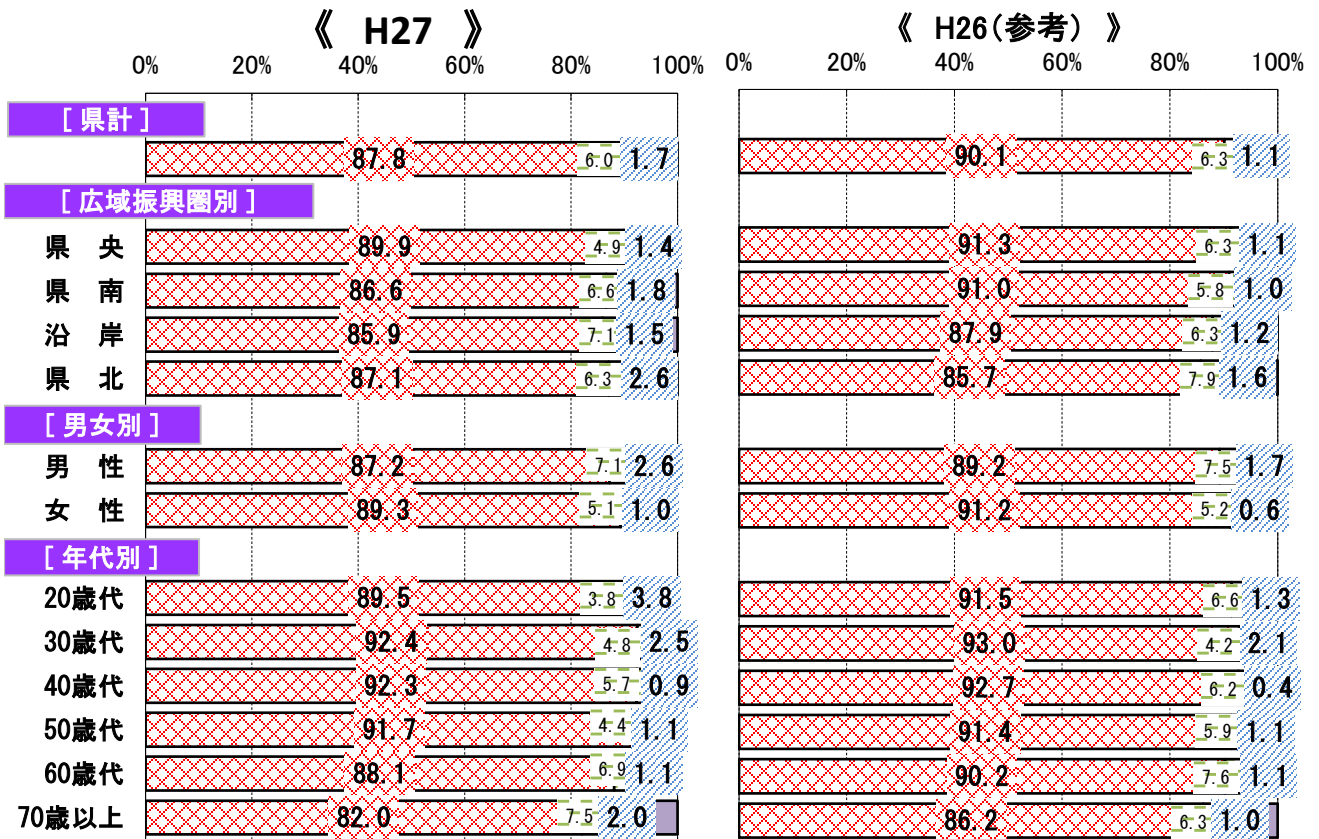 《 H27 》 《 H26(参考) 》
0% 20% 40% 60% 80% 100% 0% 20% 40% 60% 80% 100%
[ 県計 ]
87.8 6.0 1.7 90.1 6.3 1.1
[ 広域振興圏別 ]
県 央 89.9 4.9 1.4 91.3 6.3 1.1
県 南 86.6 6.6 1.8 91.0 5.8 1.0
沿 岸 85.9 7.1 1.5 87.9 6.3 1.2
県 北 87.1 6.3 2.6 85.7 7.9 1.6
[ 男女別 ]
男 性 87.2 7.1 2.6 89.2 7.5 1.7
女 性 89.3 5.1 1.0 91.2 5.2 0.6
[ 年代別 ]
20歳代 89.5 3.8 3.8 91.5 6.6 1.3
30歳代 92.4 4.8 2.5 93.0 4.2 2.1
40歳代 92.3 5.7 0.9 92.7 6.2 0.4
50歳代 91.7 4.4 1.1 91.4 5.9 1.1
60歳代 88.1 6.9 1.1 90.2 7.6 1.1
70歳以上 82.0 7.5 2.0 86.2 6.3 1.0